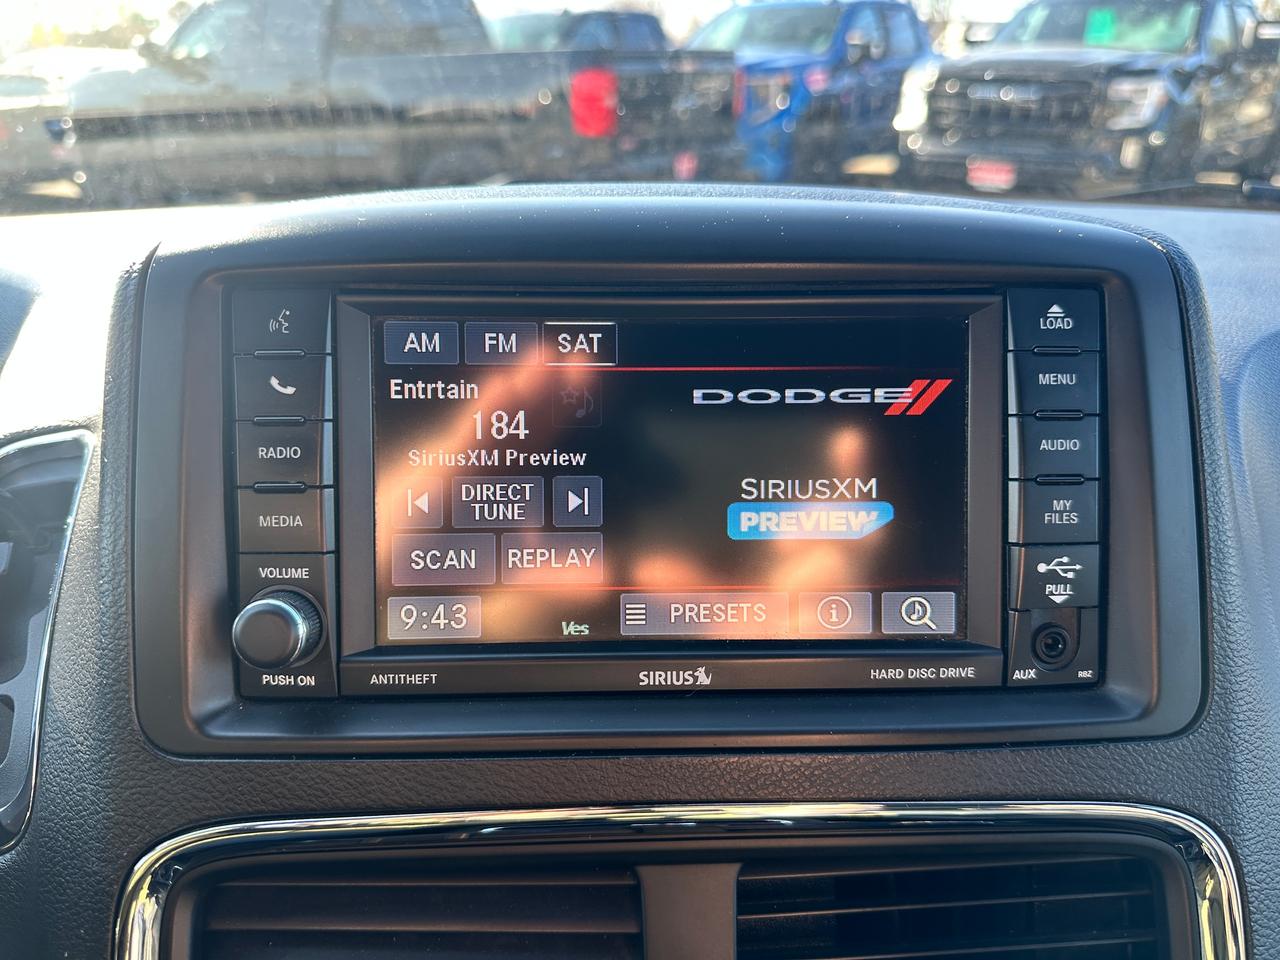 AM FM SAT
Entrtain
184
SiriusXM Preview
DIRECT
TUNE
SCAN REPLAY
9:43
Ves
PRESETS
i
DODGE
SIRIUSXM
PREVIEW
RADIO
MEDIA
VOLUME
PUSH ON
LOAD
MENU
AUDIO
MY
FILES
PULL
AUX
RBZ
ANTITHEFT
SIRIUS
HARD DISC DRIVE